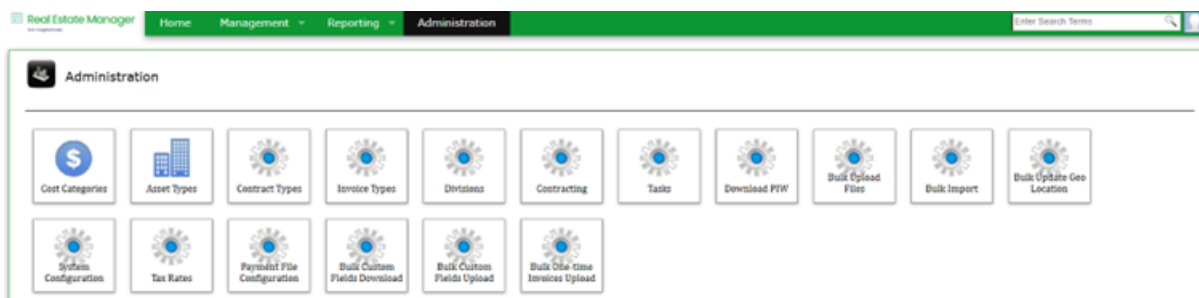 Real Estate Manager
Home
Management
Reporting
Administration
Enter Search Terms
Administration
Cost Categories
Asset Types
Contract Types
Invoice Types
Divisions
Contracting
Tasks
Download PIW
Bulk Upload
Files
Bulk Import
Bulk Update Geo
Location
System
Configuration
Tax Rates
Payment File
Configuration
Bulk Custom
Fields Download
Bulk Custom
Fields Upload
Bulk One-time
Invoices Upload